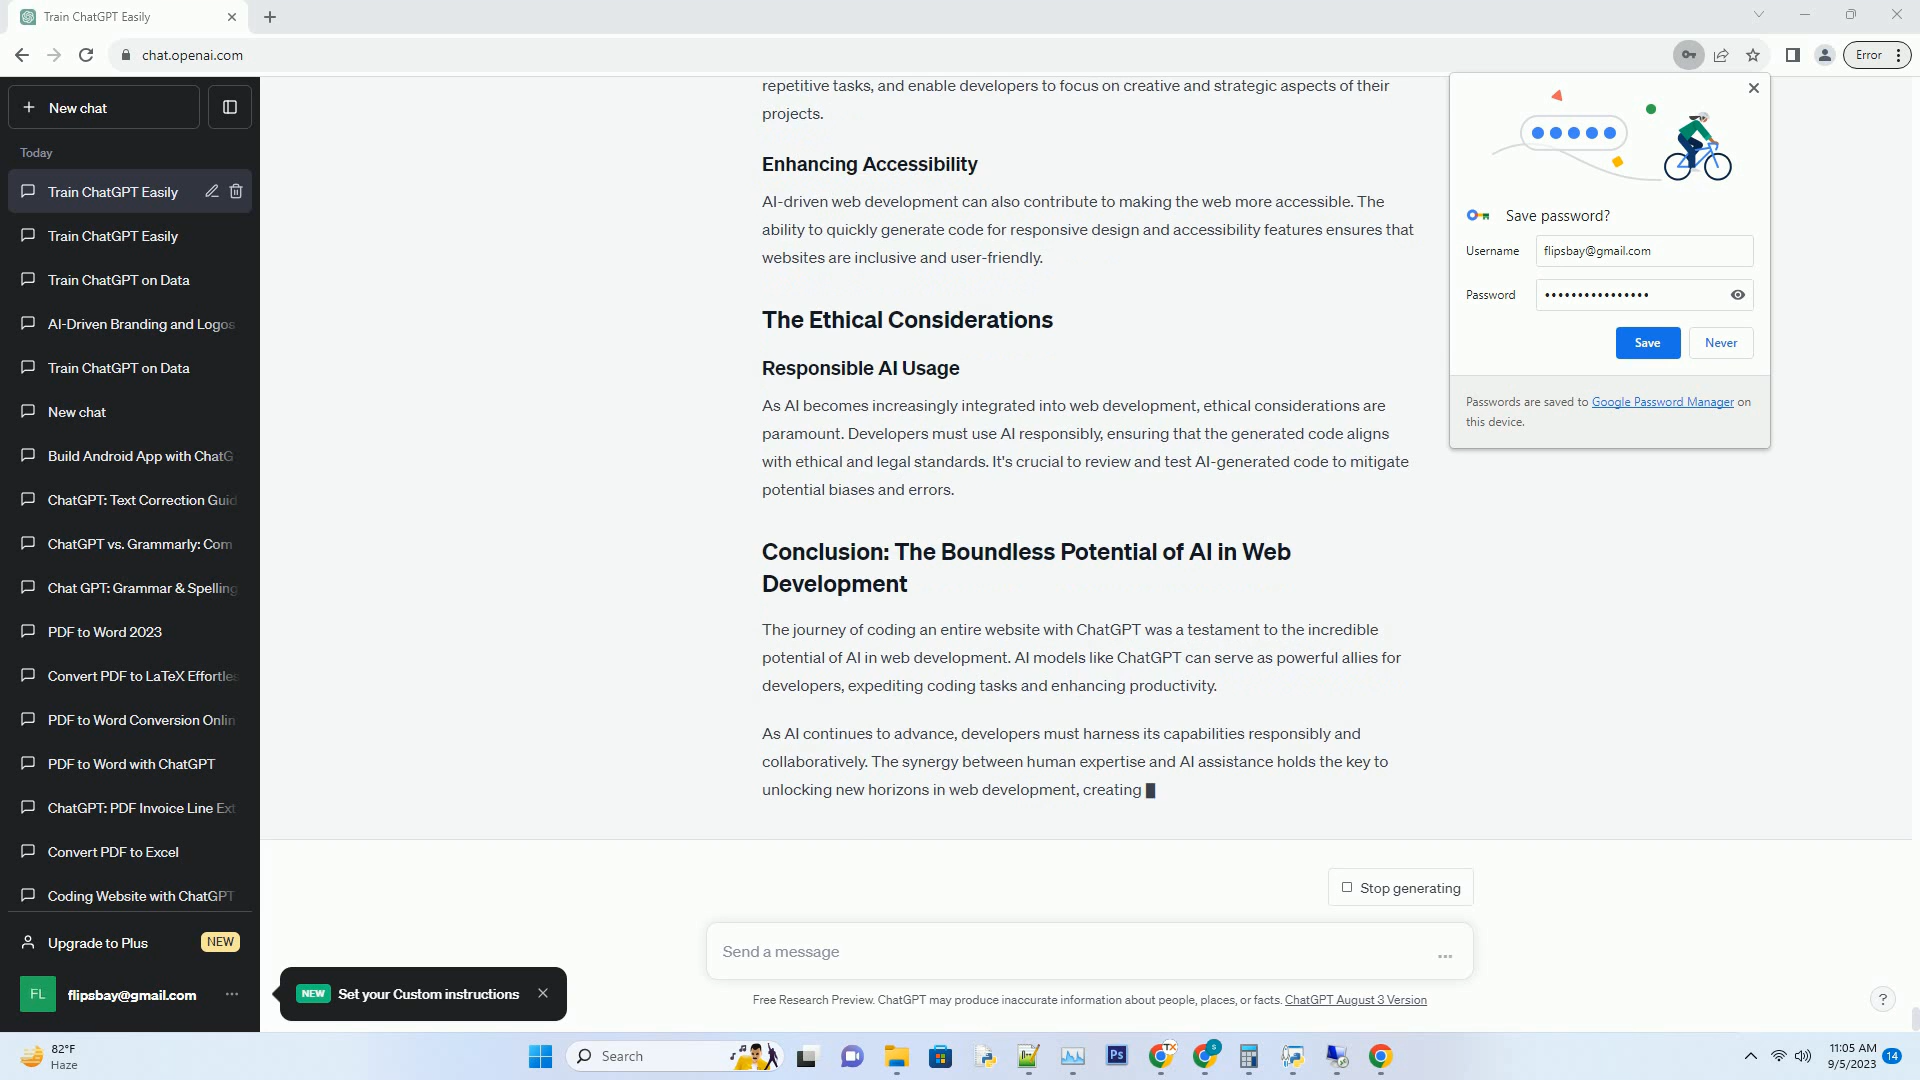 Train ChatGPT Easily
chat.openai.com
Error
New chat
Today
Train ChatGPT Easily
Train ChatGPT Easily
Train ChatGPT on Data
AI-Driven Branding and Logos
Train ChatGPT on Data
New chat
Build Android App with ChatG
ChatGPT: Text Correction Guid
ChatGPT vs. Grammarly: Com
Chat GPT: Grammar & Spelling
PDF to Word 2023
Convert PDF to LaTeX Effortle
PDF to Word Conversion Onlin
PDF to Word with ChatGPT
ChatGPT: PDF Invoice Line Ext
Convert PDF to Excel
Coding Website with ChatGPT
Upgrade to Plus
NEW
FL
flipsbay@gmail.com
repetitive tasks, and enable developers to focus on creative and strategic aspects of their
projects.
Enhancing Accessibility
AI-driven web development can also contribute to making the web more accessible. The
ability to quickly generate code for responsive design and accessibility features ensures that
websites are inclusive and user-friendly.
The Ethical Considerations
Responsible AI Usage
As AI becomes increasingly integrated into web development, ethical considerations are
paramount. Developers must use AI responsibly, ensuring that the generated code aligns
with ethical and legal standards. It's crucial to review and test AI-generated code to mitigate
potential biases and errors.
Conclusion: The Boundless Potential of AI in Web
Development
The journey of coding an entire website with ChatGPT was a testament to the incredible
potential of AI in web development. AI models like ChatGPT can serve as powerful allies for
developers, expediting coding tasks and enhancing productivity.
As AI continues to advance, developers must harness its capabilities responsibly and
collaboratively. The synergy between human expertise and AI assistance holds the key to
unlocking new horizons in web development, creating
Save password?
Username
flipsbay@gmail.com
Password
••••••••••••••••
Save
Never
Passwords are saved to Google Password Manager on
this device.
Stop generating
Send a message
NEW
Set your Custom instructions
Free Research Preview. ChatGPT may produce inaccurate information about people, places, or facts. ChatGPT August 3 Version
?
82°F
Haze
Search
Ps
TX
S
11:05 AM
9/5/2023
14